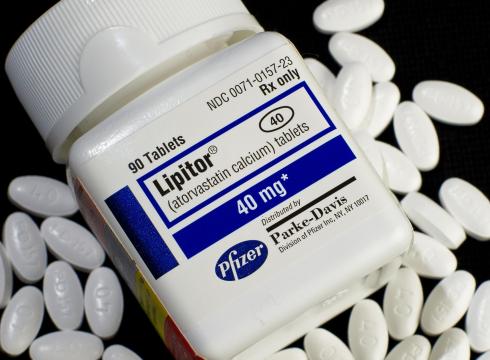 NDC 0071-0157-23
Rx only
90 Tablets
40
Lipitor®
(atorvastatin calcium) tablets
40 mg*
Distributed by
Parke-Davis
Division of Pfizer Inc, NY, NY 10017
Pfizer